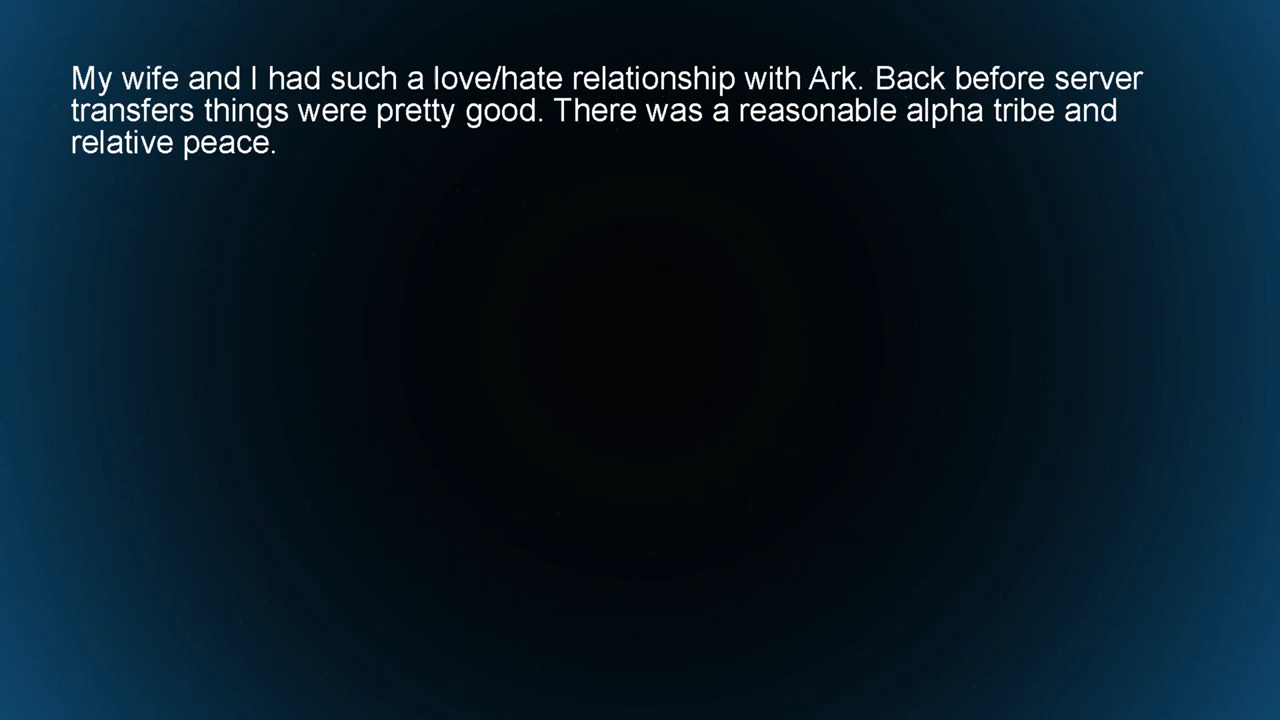 My wife and I had such a love/hate relationship with Ark. Back before server
transfers things were pretty good. There was a reasonable alpha tribe and
relative peace.